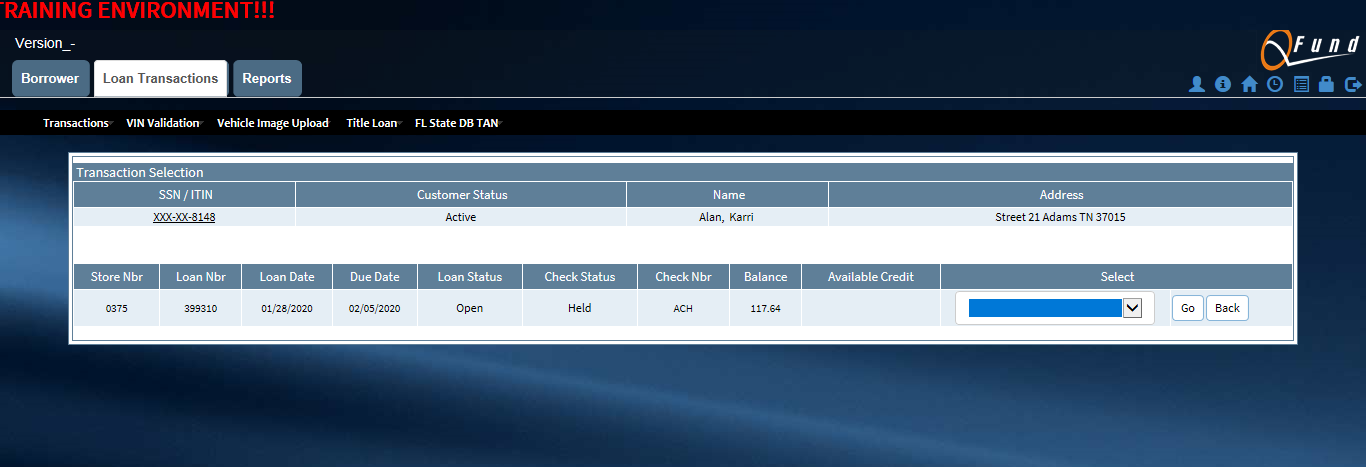 TRAINING ENVIRONMENT!!!
Version_-
QFund
Borrower Loan Transactions Reports
Transactions VIN Validation Vehicle Image Upload Title Loan FL State DB TAN
Transaction Selection
SSN / ITIN Customer Status Name Address
XXX-XX-8148 Active Alan, Karri Street 21 Adams TN 37015
Store Nbr Loan Nbr Loan Date Due Date Loan Status Check Status Check Nbr Balance Available Credit Select
0375 399310 01/28/2020 02/05/2020 Open Held ACH 117.64 Go Back